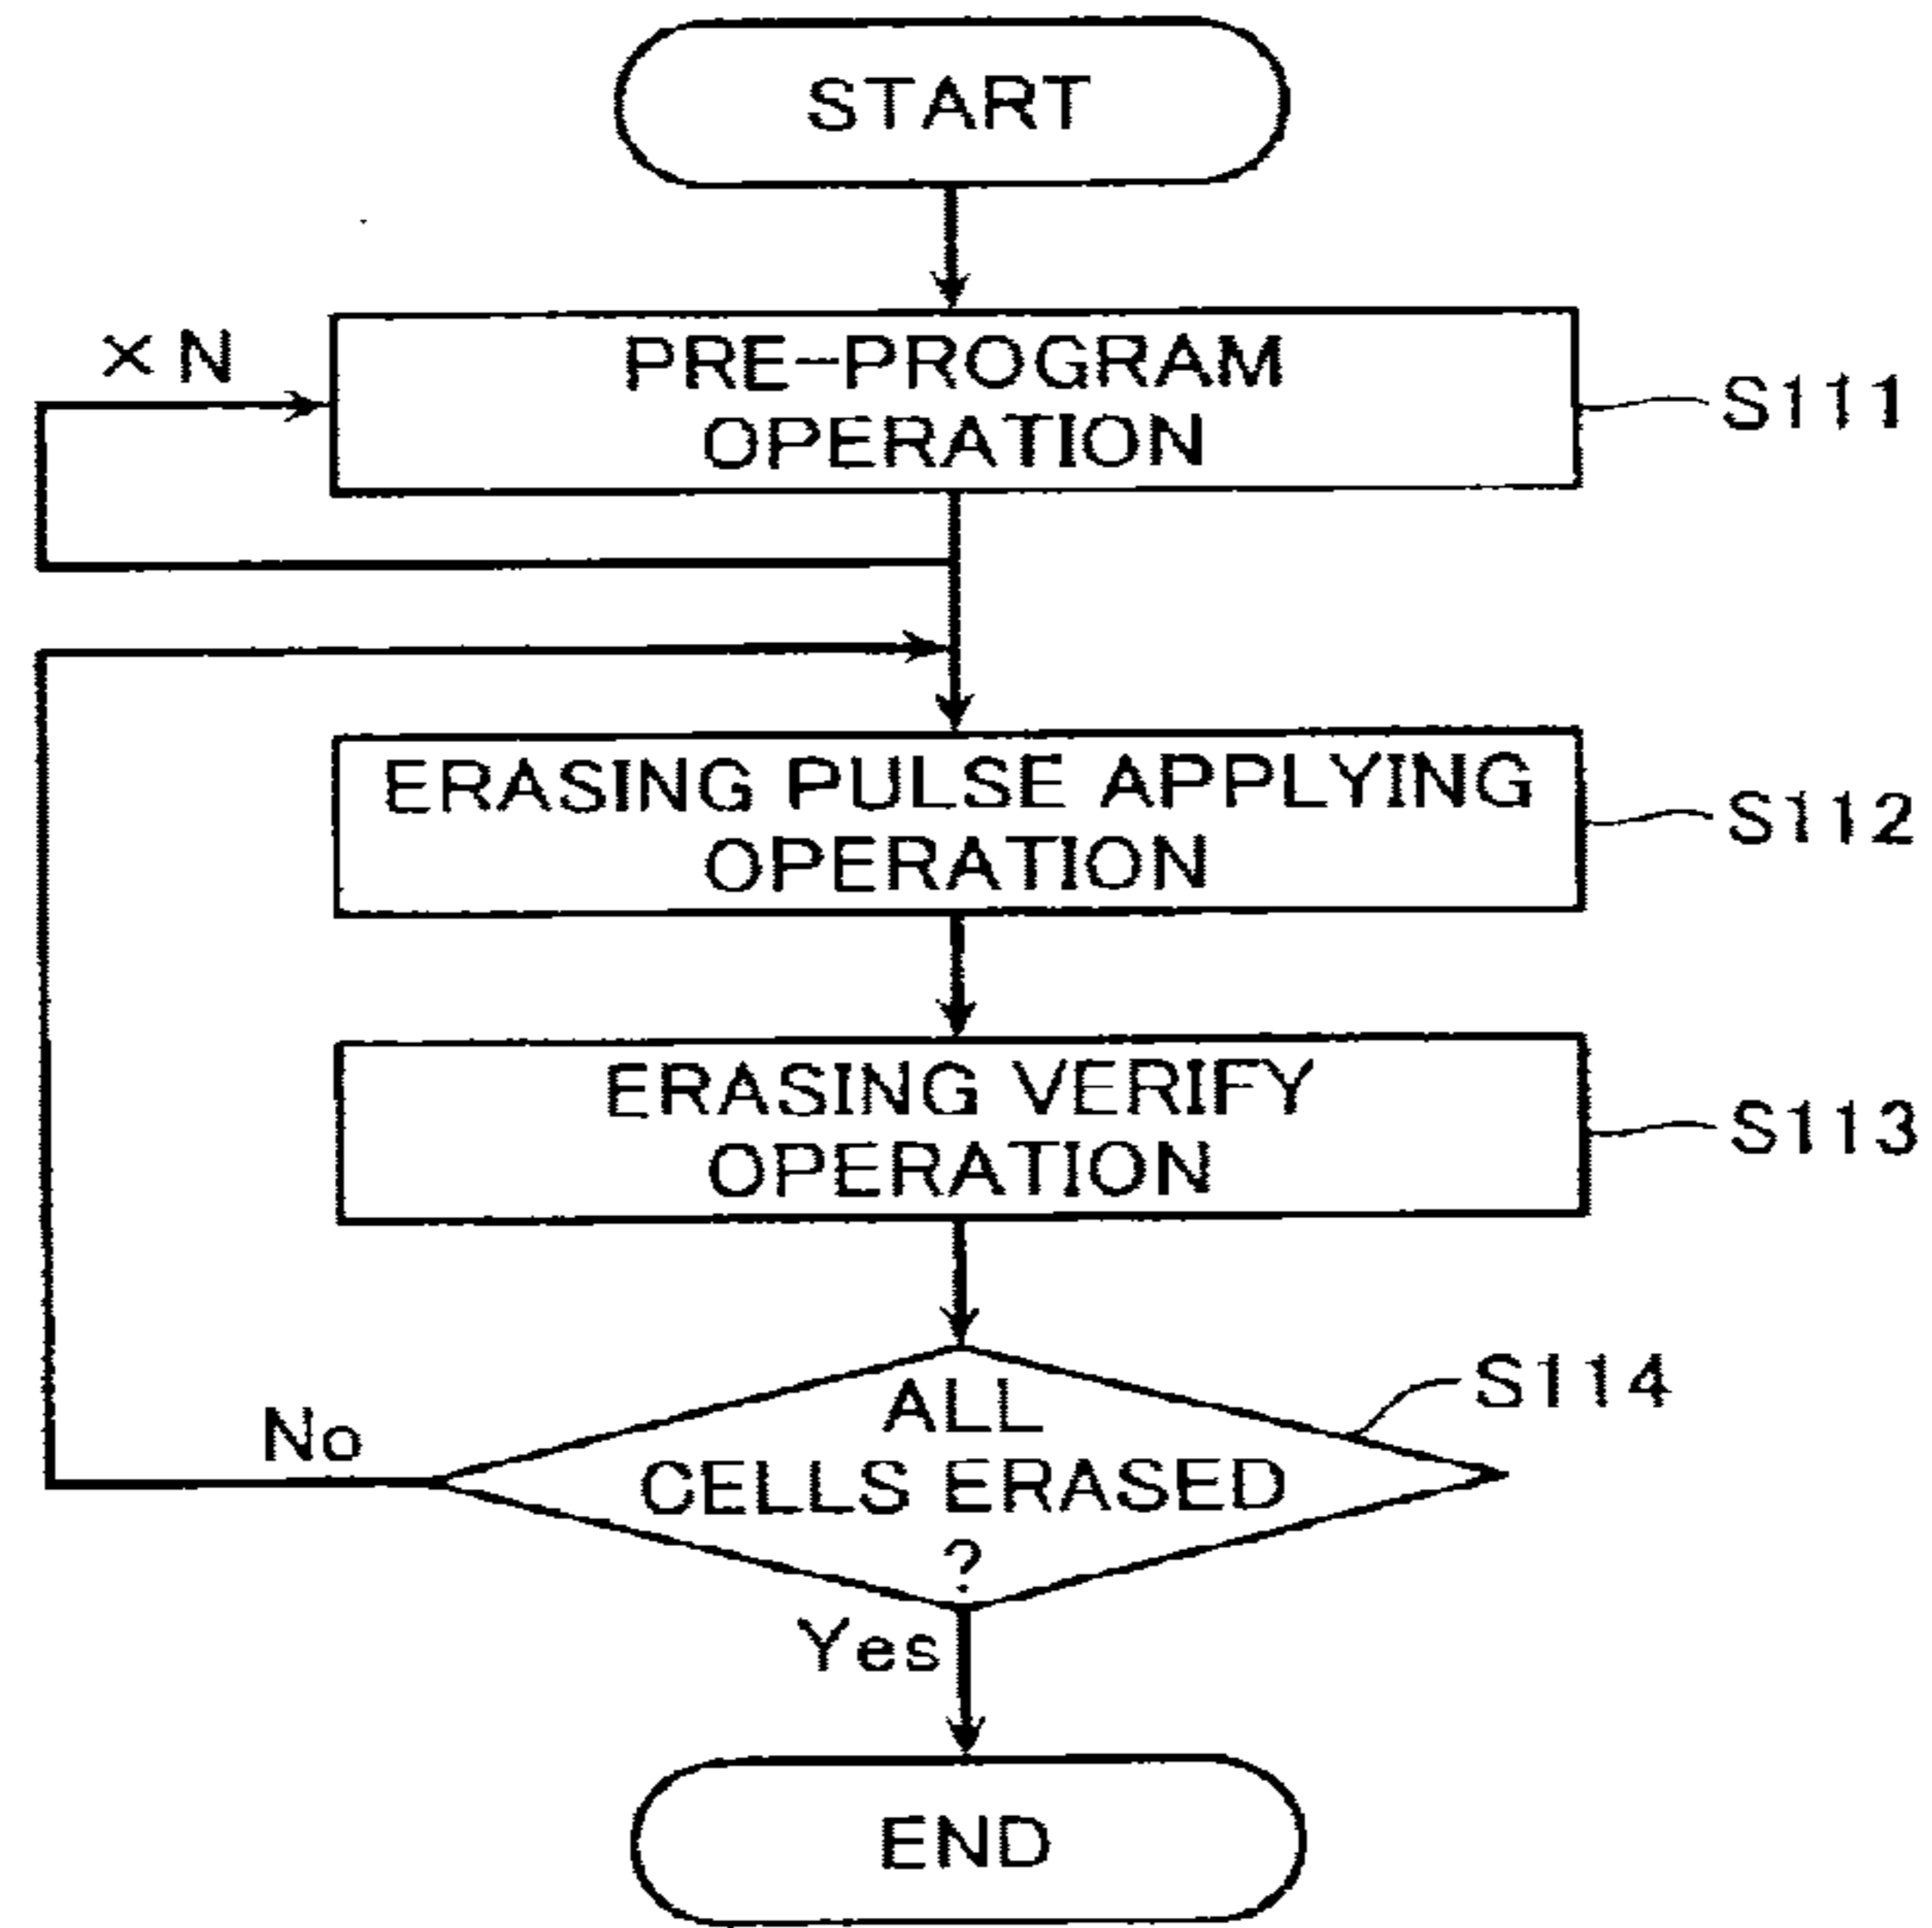 START
× N
PRE-PROGRAM
OPERATION
S111
ERASING PULSE APPLYING
OPERATION
S112
ERASING VERIFY
OPERATION
S113
S114
ALL
CELLS ERASED
?
No
Yes
END